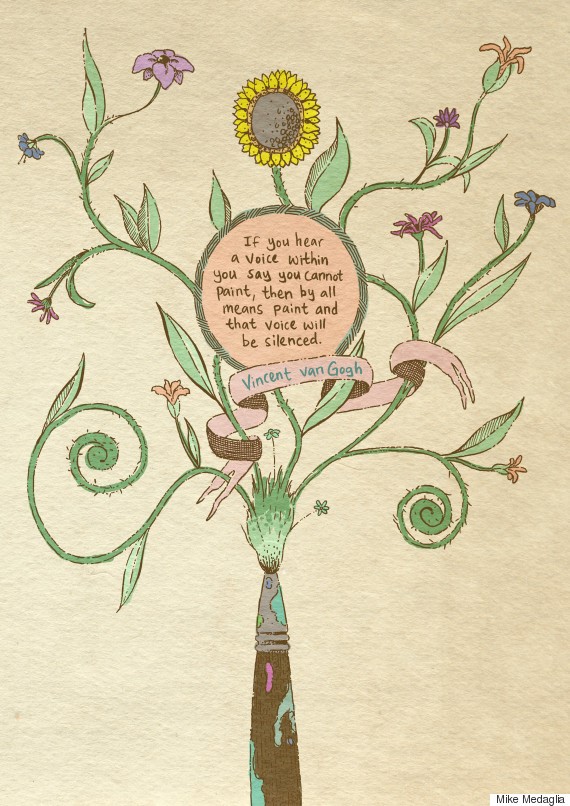 If you hear
a voice within
you say you cannot
paint, then by all
means paint and
that voice will
be silenced.
Vincent van Gogh
Mike Medaglia